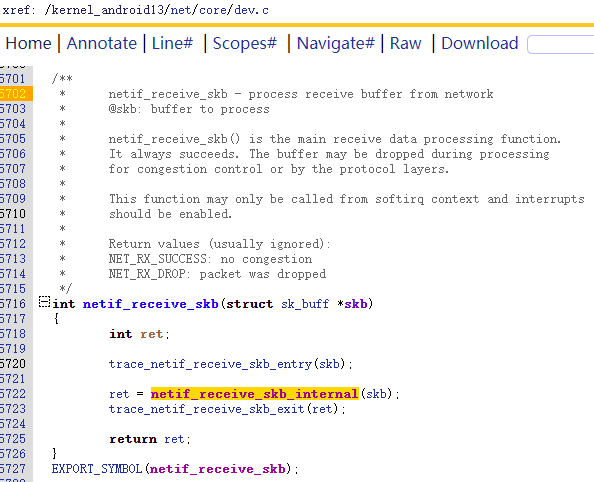 xref: /kernel_android13/net/core/dev.c
Home | Annotate | Line# | Scopes# | Navigate# | Raw | Download
5701 /**
5702  *	netif_receive_skb - process receive buffer from network
5703  *	@skb: buffer to process
5704  *
5705  *	netif_receive_skb() is the main receive data processing function.
5706  *	It always succeeds. The buffer may be dropped during processing
5707  *	for congestion control or by the protocol layers.
5708  *
5709  *	This function may only be called from softirq context and interrupts
5710  *	should be enabled.
5711  *
5712  *	Return values (usually ignored):
5713  *	NET_RX_SUCCESS: no congestion
5714  *	NET_RX_DROP: packet was dropped
5715  */
5716 int netif_receive_skb(struct sk_buff *skb)
5717 {
5718 	int ret;
5719
5720 	trace_netif_receive_skb_entry(skb);
5721
5722 	ret = netif_receive_skb_internal(skb);
5723 	trace_netif_receive_skb_exit(ret);
5724
5725 	return ret;
5726 }
5727 EXPORT_SYMBOL(netif_receive_skb);